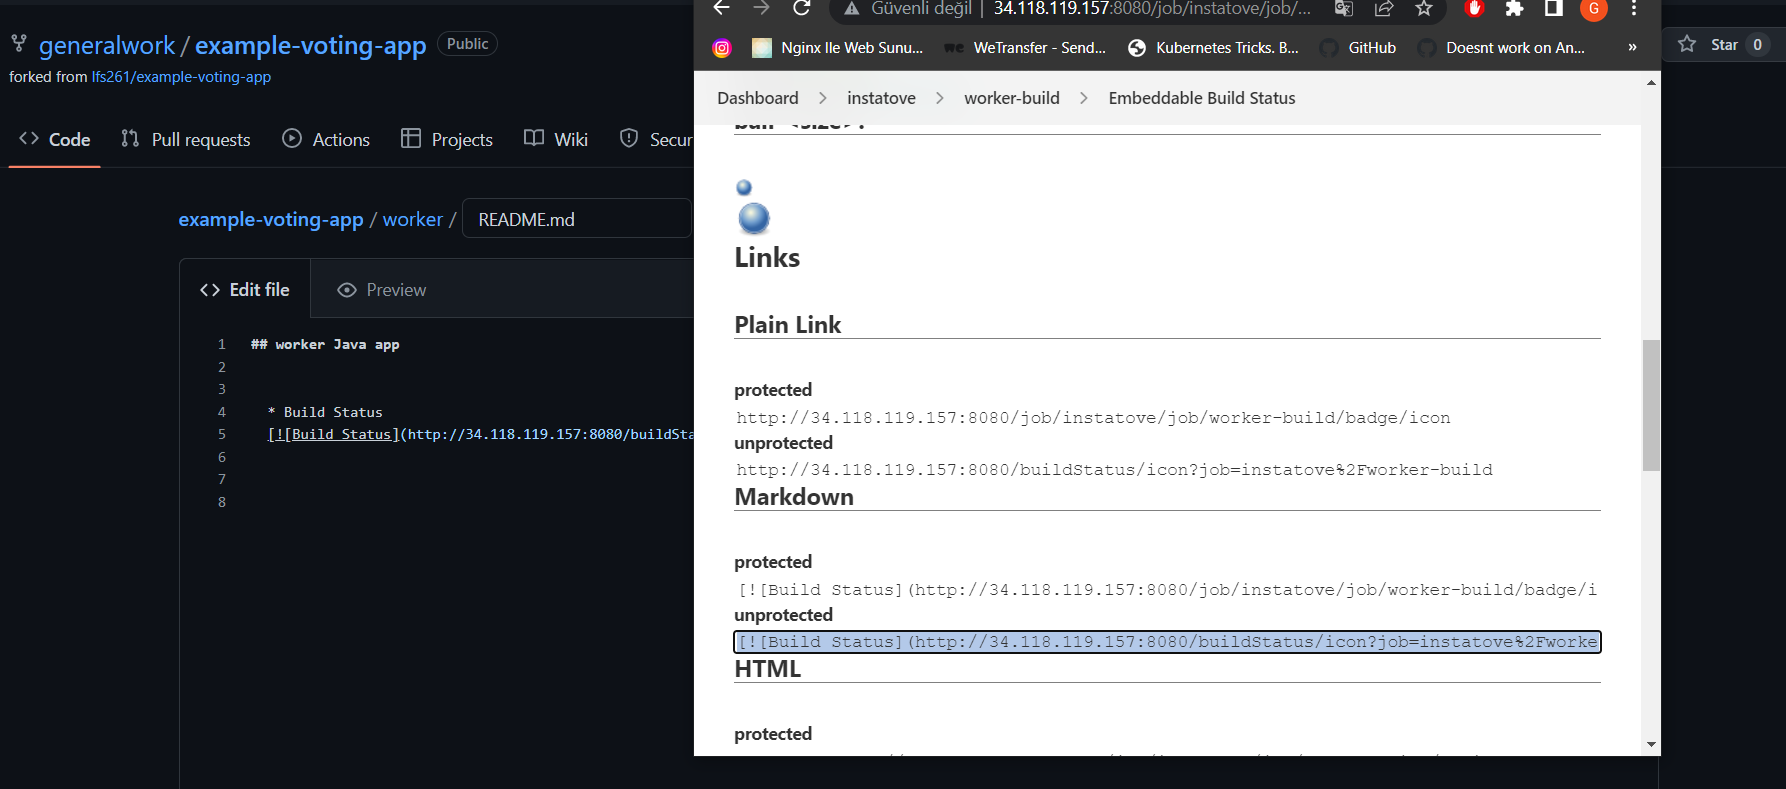 generalwork / example-voting-app Public
forked from lfs261/example-voting-app
Code Pull requests Actions Projects Wiki Secur
example-voting-app / worker / README.md
Edit file Preview
1 ## worker Java app
2
3
4 * Build Status
5 [![Build Status](http://34.118.119.157:8080/buildSta
6
7
8
Güvenli değil | 34.118.119.157:8080/job/instatove/job/... G
Nginx Ile Web Sunu... WeTransfer - Send... Kubernetes Tricks. B... GitHub Doesnt work on An... »
Dashboard > instatove > worker-build > Embeddable Build Status
ball <size>:
Links
Plain Link
protected
http://34.118.119.157:8080/job/instatove/job/worker-build/badge/icon
unprotected
http://34.118.119.157:8080/buildStatus/icon?job=instatove%2Fworker-build
Markdown
protected
[![Build Status](http://34.118.119.157:8080/job/instatove/job/worker-build/badge/i
unprotected
[![Build Status](http://34.118.119.157:8080/buildStatus/icon?job=instatove%2Fworke
HTML
protected
Star 0